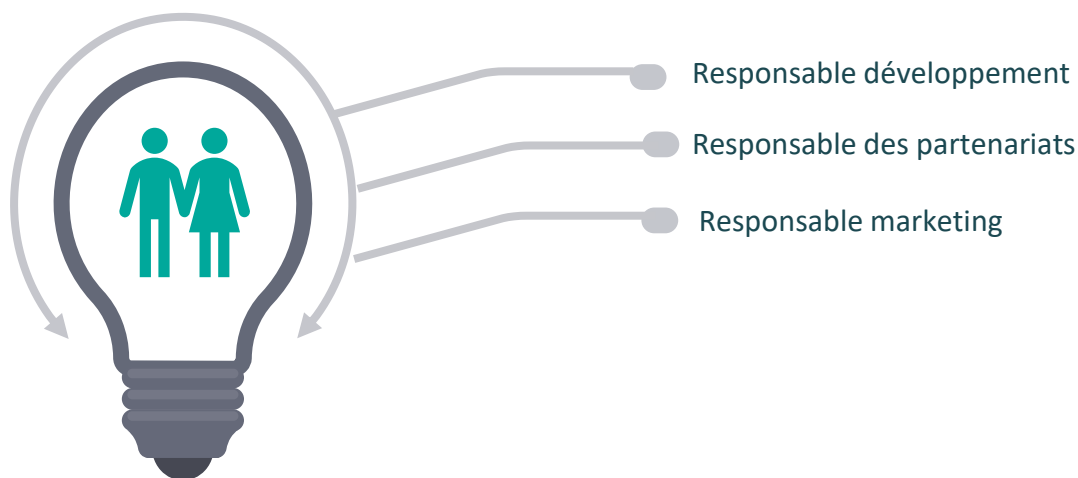 Responsable développement
Responsable des partenariats
Responsable marketing